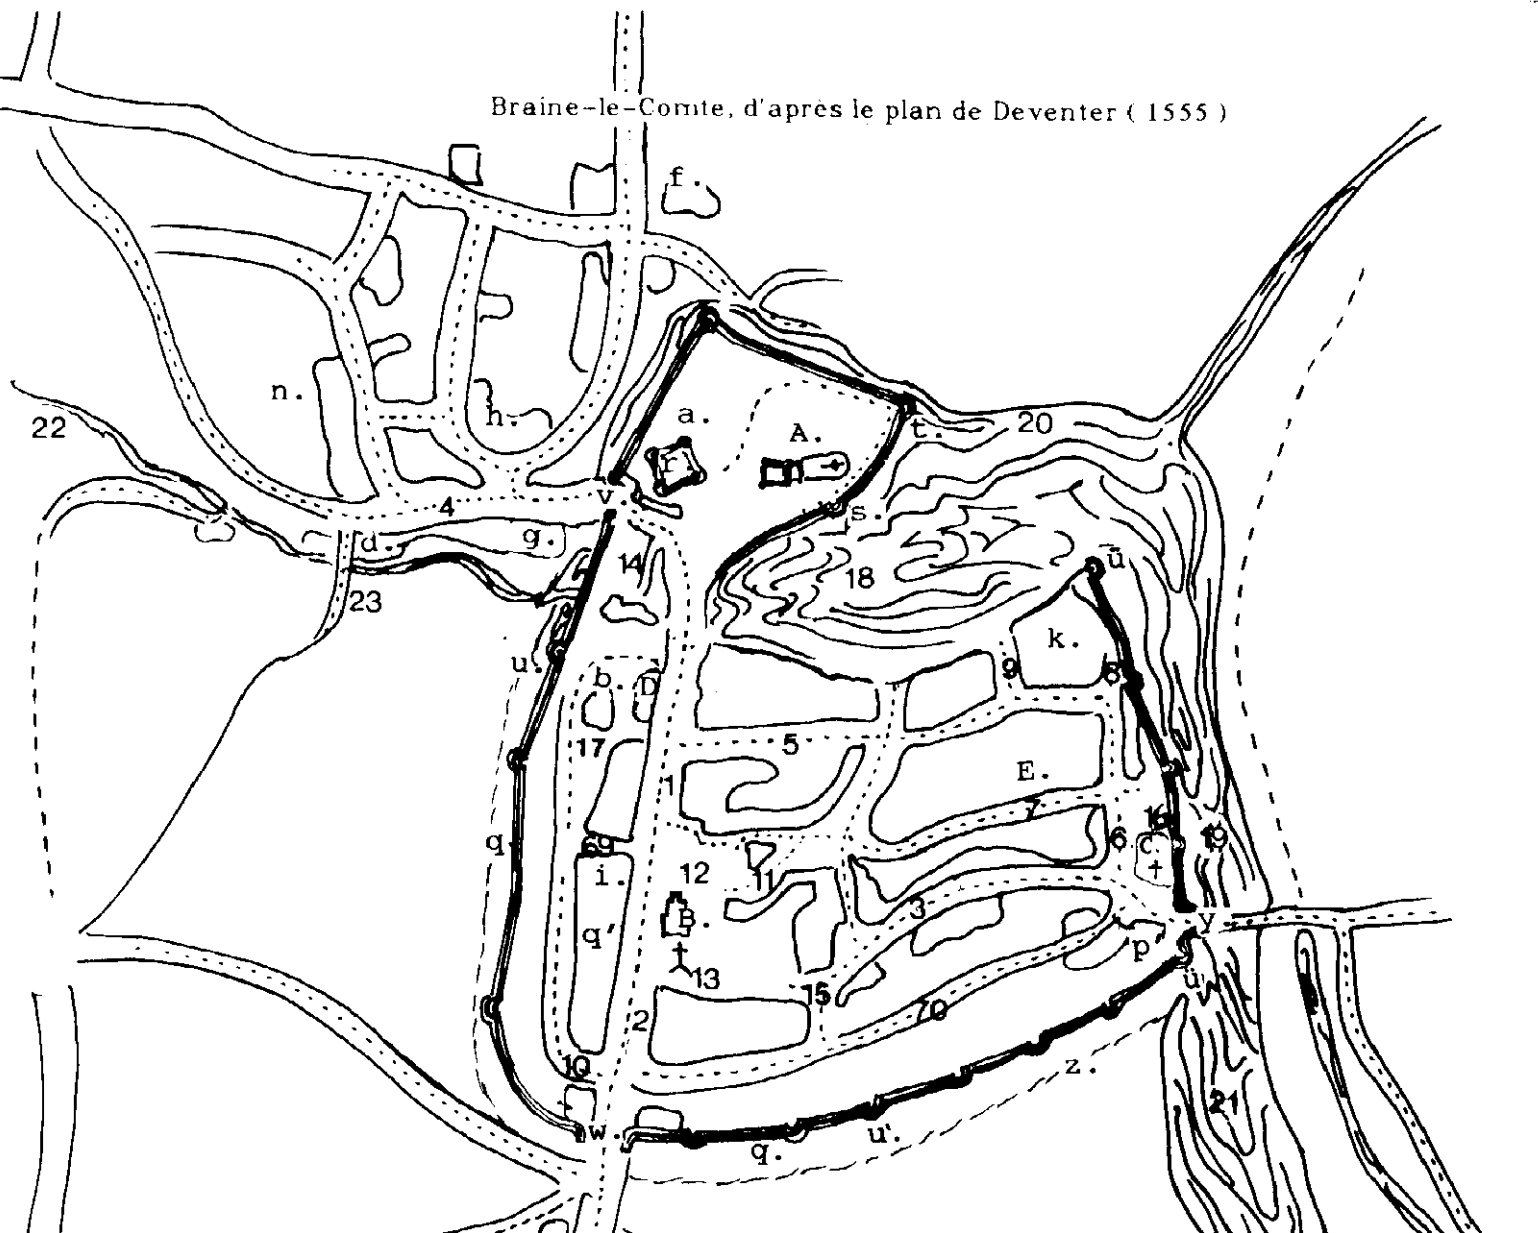 Braine-le-Comte, d'après le plan de Deventer ( 1555 )
f.
n.
h.
a.
22
A.
t.
20
r
v
4
s.
d.
g.
14
18
ü
23
k.
u.
b.
D
9
8
17
5
E.
1
7
q
69
16
6
C.
19
i.
12
11
B.
3
y
q'
p
13
ü
15
2
70
10
z.
21
w.
u'.
q.